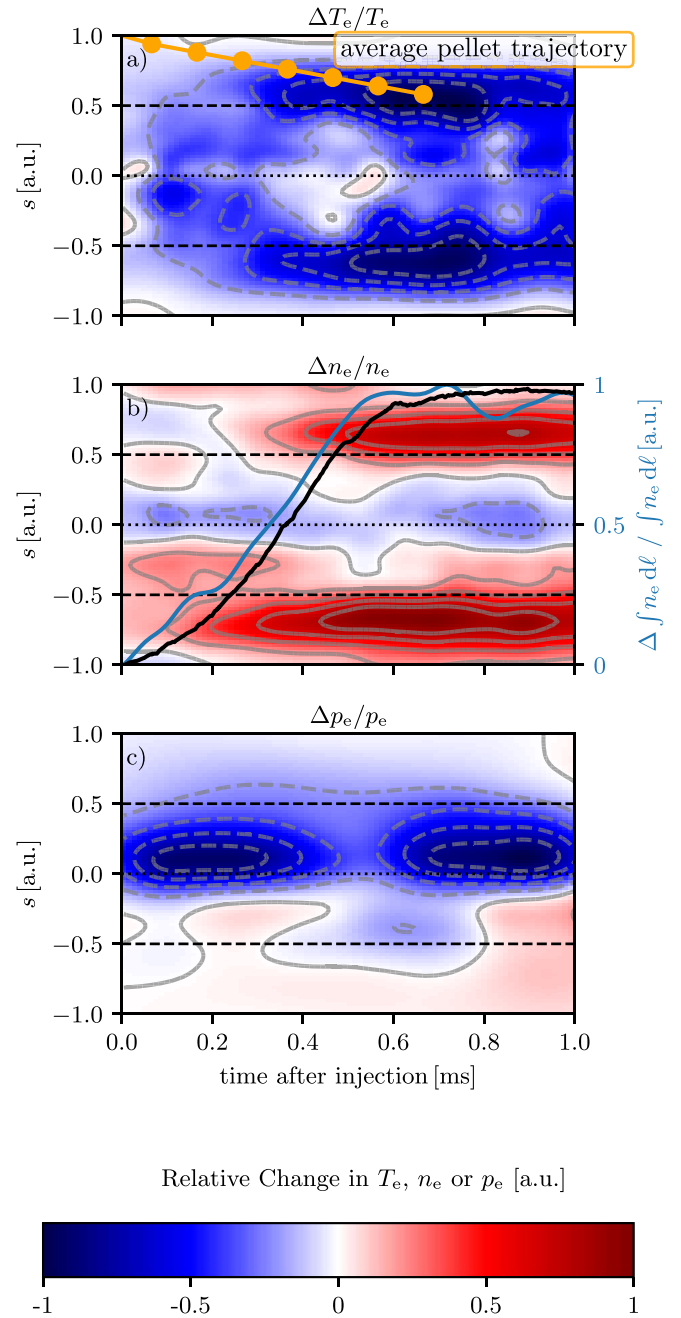 ΔTₑ/Tₑ
average pellet trajectory
a)
1.0
0.5
0.0
−0.5
−1.0
s [a.u.]
Δnₑ/nₑ
b)
1.0
0.5
0.0
−0.5
−1.0
s [a.u.]
1
0.5
0
Δ ∫ nₑ dℓ / ∫ nₑ dℓ [a.u.]
Δpₑ/pₑ
c)
1.0
0.5
0.0
−0.5
−1.0
s [a.u.]
0.0 0.2 0.4 0.6 0.8 1.0
time after injection [ms]
Relative Change in Tₑ, nₑ or pₑ [a.u.]
-1 -0.5 0 0.5 1